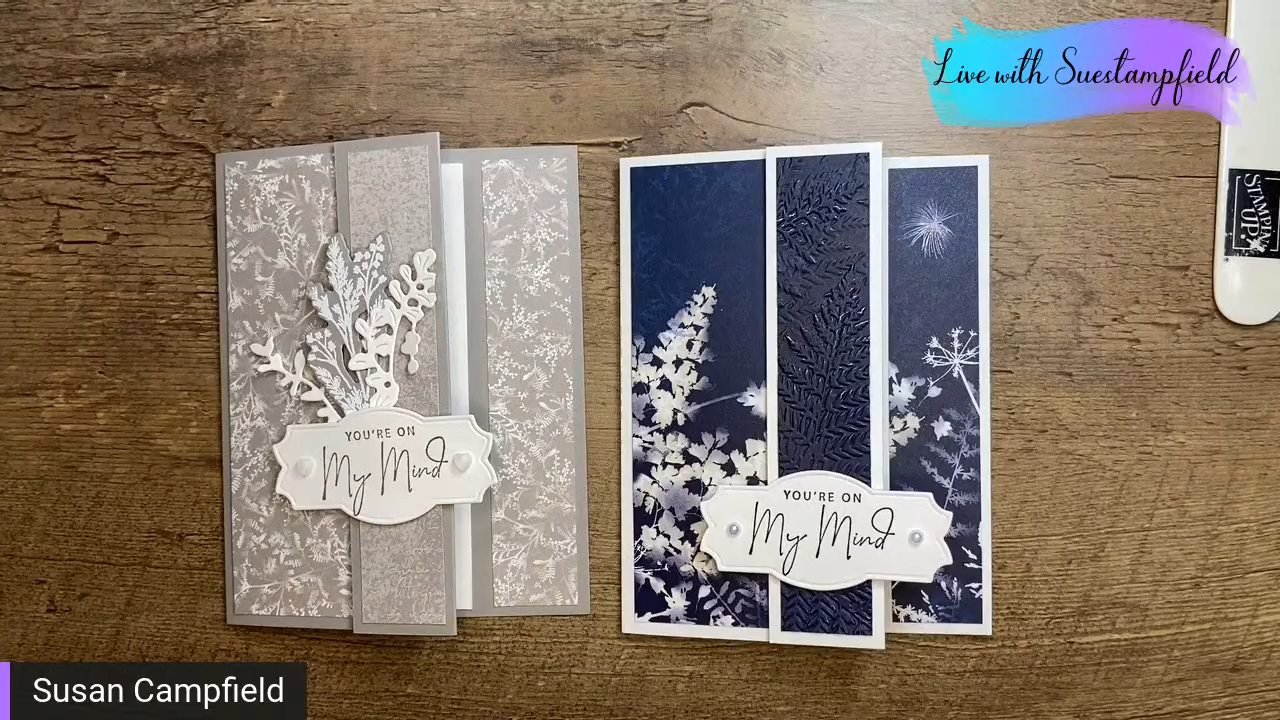 Live with Suestampfield
STAMPIN'
UP!
YOU'RE ON
My Mind
YOU'RE ON
My Mind
Susan Campfield